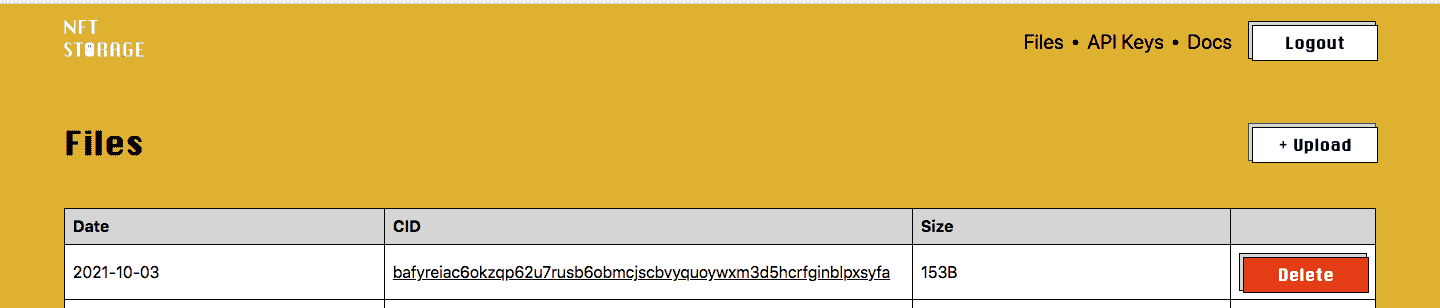 NFT
STORAGE
Files • API Keys • Docs
Logout
Files
+ Upload
Date CID Size
2021-10-03 bafyreiac6okzqp62u7rusb6obmcjscbvyquoywxm3d5hcrfginblpxsyfa 153B Delete